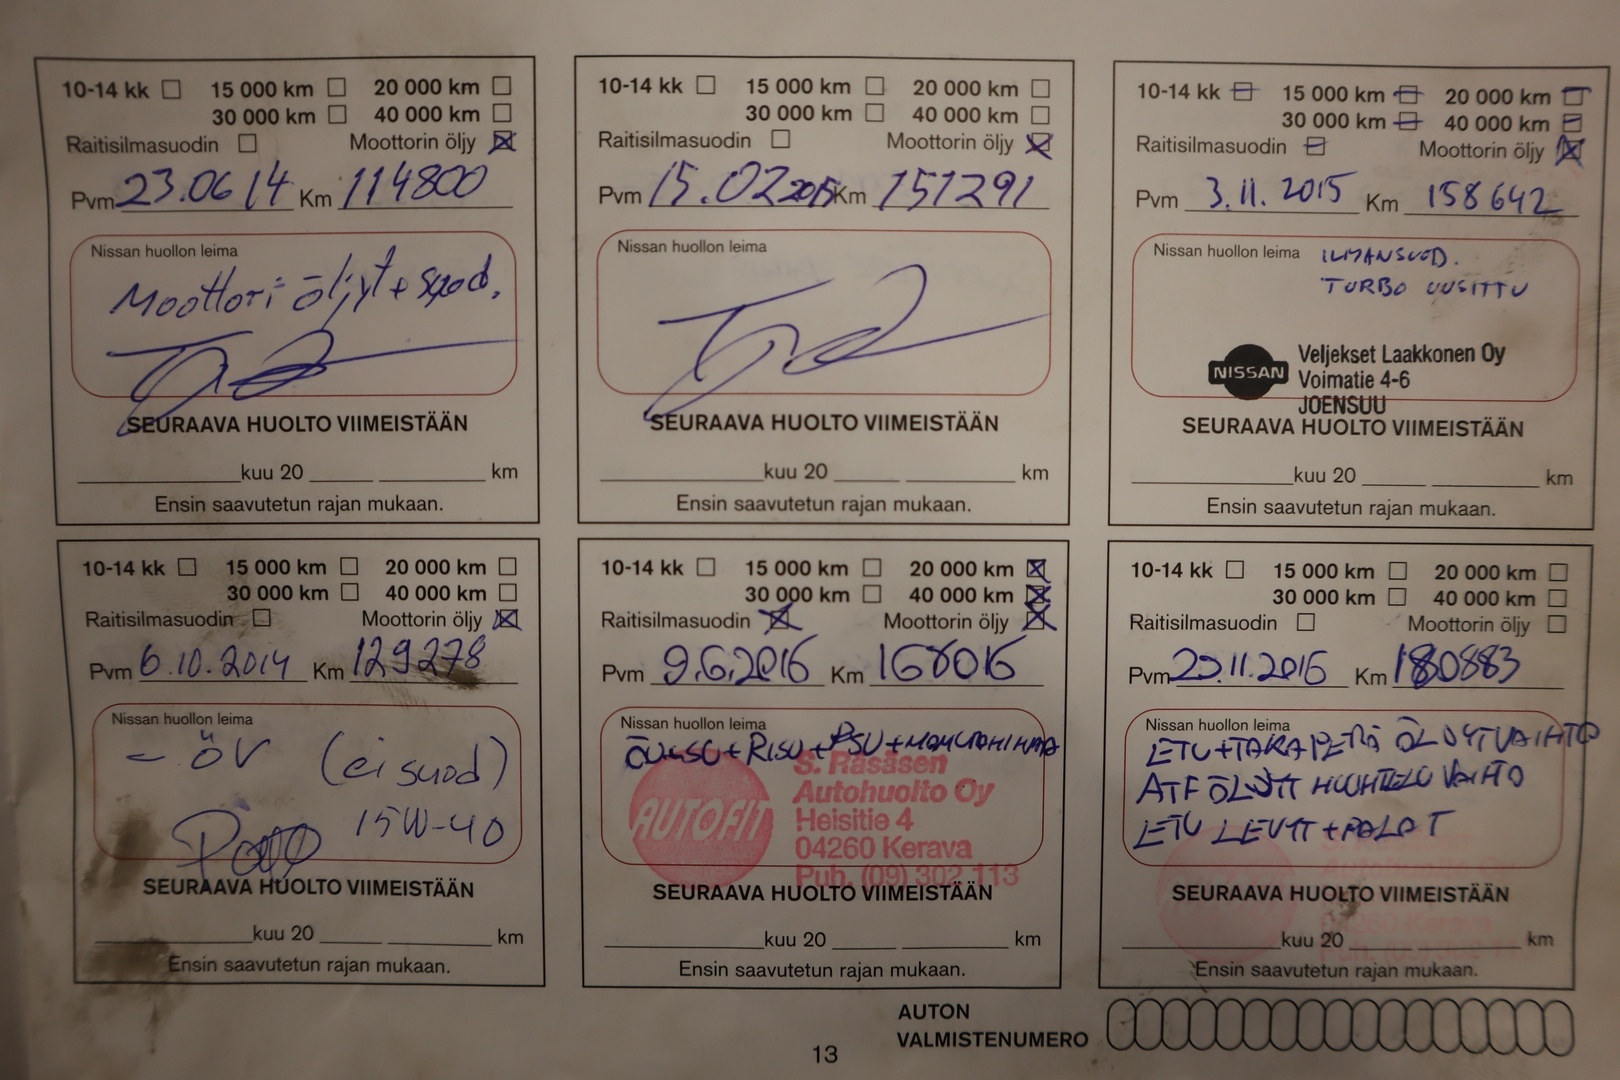 10-14 kk 15 000 km 20 000 km
30 000 km 40 000 km
Raitisilmasuodin Moottorin öljy
Pvm 23.06 14 Km 114800
Nissan huollon leima
Moottori öljyt + suod.
SEURAAVA HUOLTO VIIMEISTÄÄN
kuu 20 km
Ensin saavutetun rajan mukaan.
10-14 kk 15 000 km 20 000 km
30 000 km 40 000 km
Raitisilmasuodin Moottorin öljy
Pvm 15.02 2015 Km 151291
Nissan huollon leima
SEURAAVA HUOLTO VIIMEISTÄÄN
kuu 20 km
Ensin saavutetun rajan mukaan.
10-14 kk 15 000 km 20 000 km
30 000 km 40 000 km
Raitisilmasuodin Moottorin öljy
Pvm 3.11.2015 Km 158642
Nissan huollon leima ILMANSUOD.
TURBO UUSITTU
NISSAN Veljekset Laakkonen Oy
Voimatie 4-6
JOENSUU
SEURAAVA HUOLTO VIIMEISTÄÄN
kuu 20 km
Ensin saavutetun rajan mukaan.
10-14 kk 15 000 km 20 000 km
30 000 km 40 000 km
Raitisilmasuodin Moottorin öljy
Pvm 6.10.2014 Km 129278
Nissan huollon leima
- ÖV (ei suod)
15W-40
SEURAAVA HUOLTO VIIMEISTÄÄN
kuu 20 km
Ensin saavutetun rajan mukaan.
10-14 kk 15 000 km 20 000 km
30 000 km 40 000 km
Raitisilmasuodin Moottorin öljy
Pvm 9.6.2016 Km 168016
Nissan huollon leima
+ RISU + PSU +
S. Räsäsen
AUTOFIT Autohuolto Oy
Heisitie 4
04260 Kerava
Puh. (09) 302 113
SEURAAVA HUOLTO VIIMEISTÄÄN
kuu 20 km
Ensin saavutetun rajan mukaan.
10-14 kk 15 000 km 20 000 km
30 000 km 40 000 km
Raitisilmasuodin Moottorin öljy
Pvm .11.2016 Km 180883
Nissan huollon leima
ETU+TAKAPERÄ ÖLJYTVAIHTO
ATF ÖLJYT HUUHTELU VAIHTO
ETU LEVYT + PALAT
04260 Kerava
SEURAAVA HUOLTO VIIMEISTÄÄN
kuu 20 km
Ensin saavutetun rajan mukaan.
AUTON
VALMISTENUMERO
13